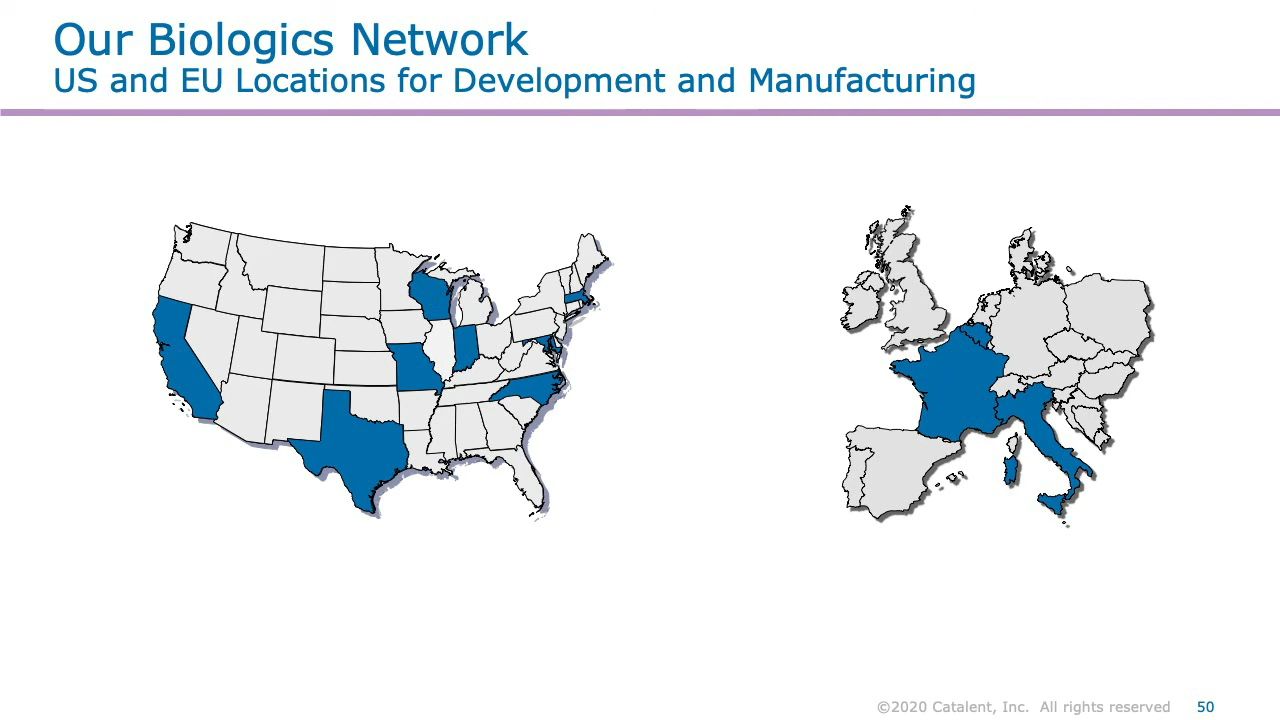 Our Biologics Network
US and EU Locations for Development and Manufacturing
©2020 Catalent, Inc. All rights reserved 50